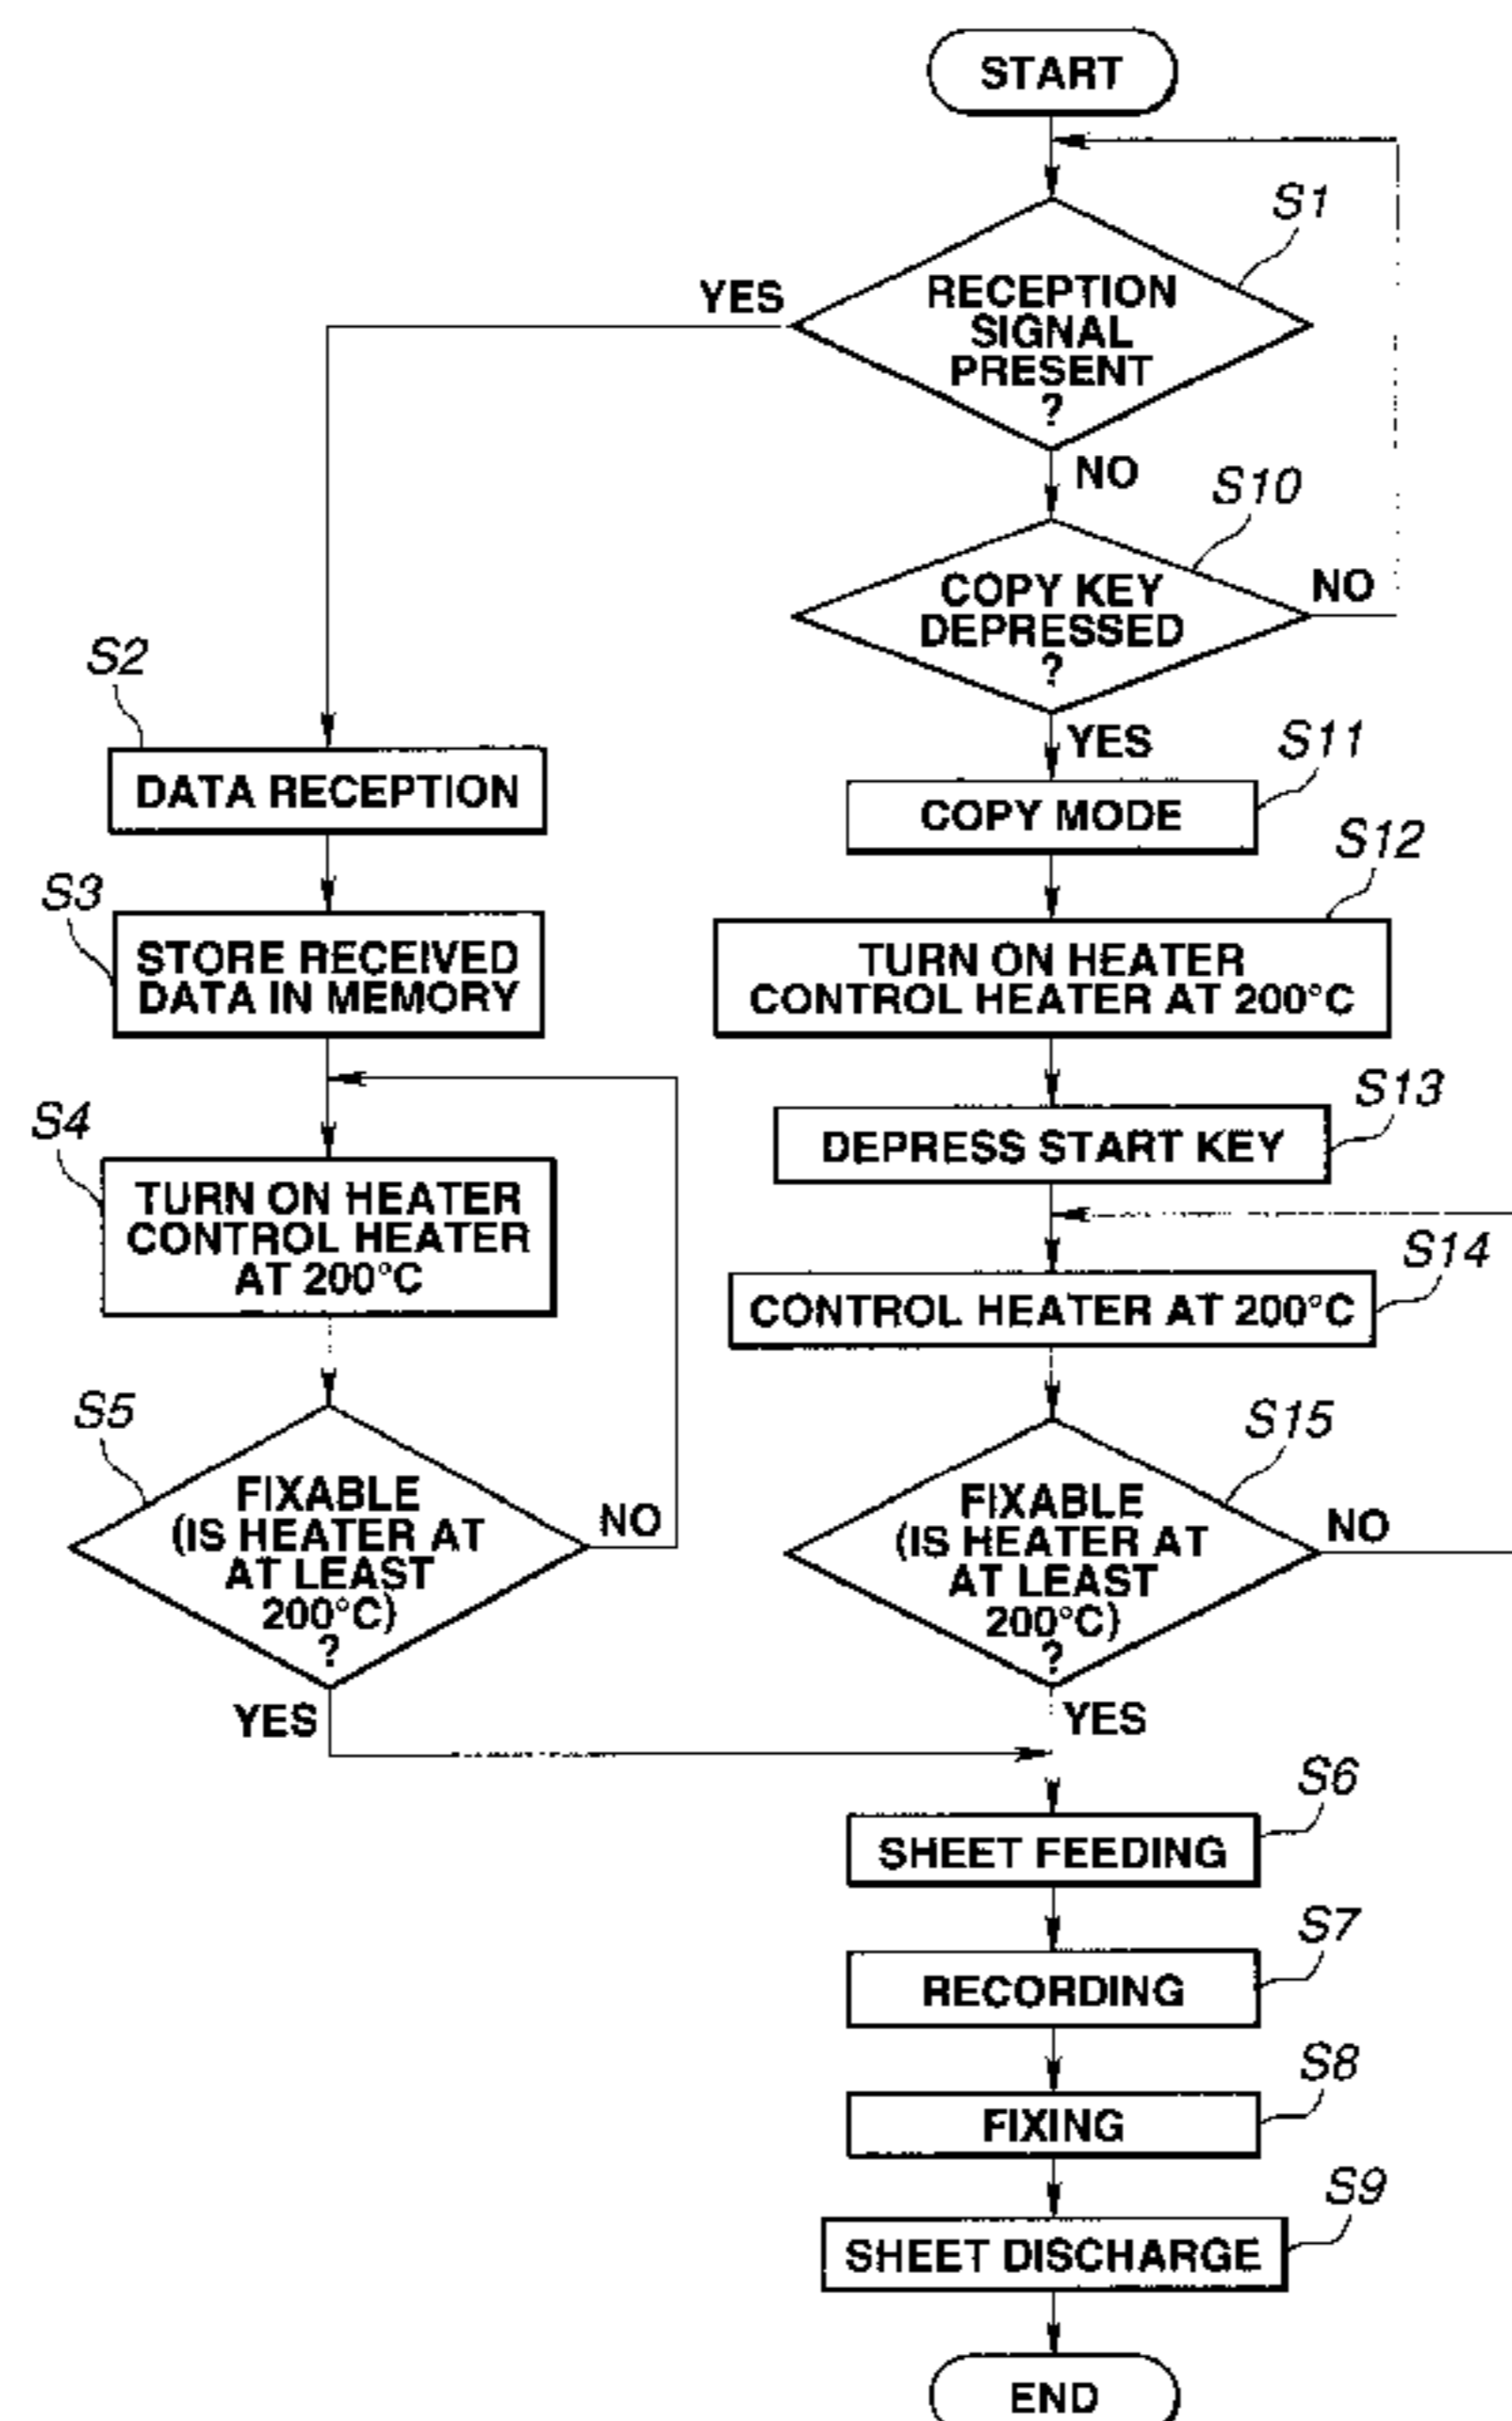 START
S1
RECEPTION
SIGNAL
PRESENT
?
YES
NO
S10
COPY KEY
DEPRESSED
?
NO
YES
S2
DATA RECEPTION
S3
STORE RECEIVED
DATA IN MEMORY
S4
TURN ON HEATER
CONTROL HEATER
AT 200°C
S5
FIXABLE
(IS HEATER AT
AT LEAST
200°C)
?
NO
YES
S11
COPY MODE
S12
TURN ON HEATER
CONTROL HEATER AT 200°C
S13
DEPRESS START KEY
S14
CONTROL HEATER AT 200°C
S15
FIXABLE
(IS HEATER AT
AT LEAST
200°C)
?
NO
YES
S6
SHEET FEEDING
S7
RECORDING
S8
FIXING
S9
SHEET DISCHARGE
END